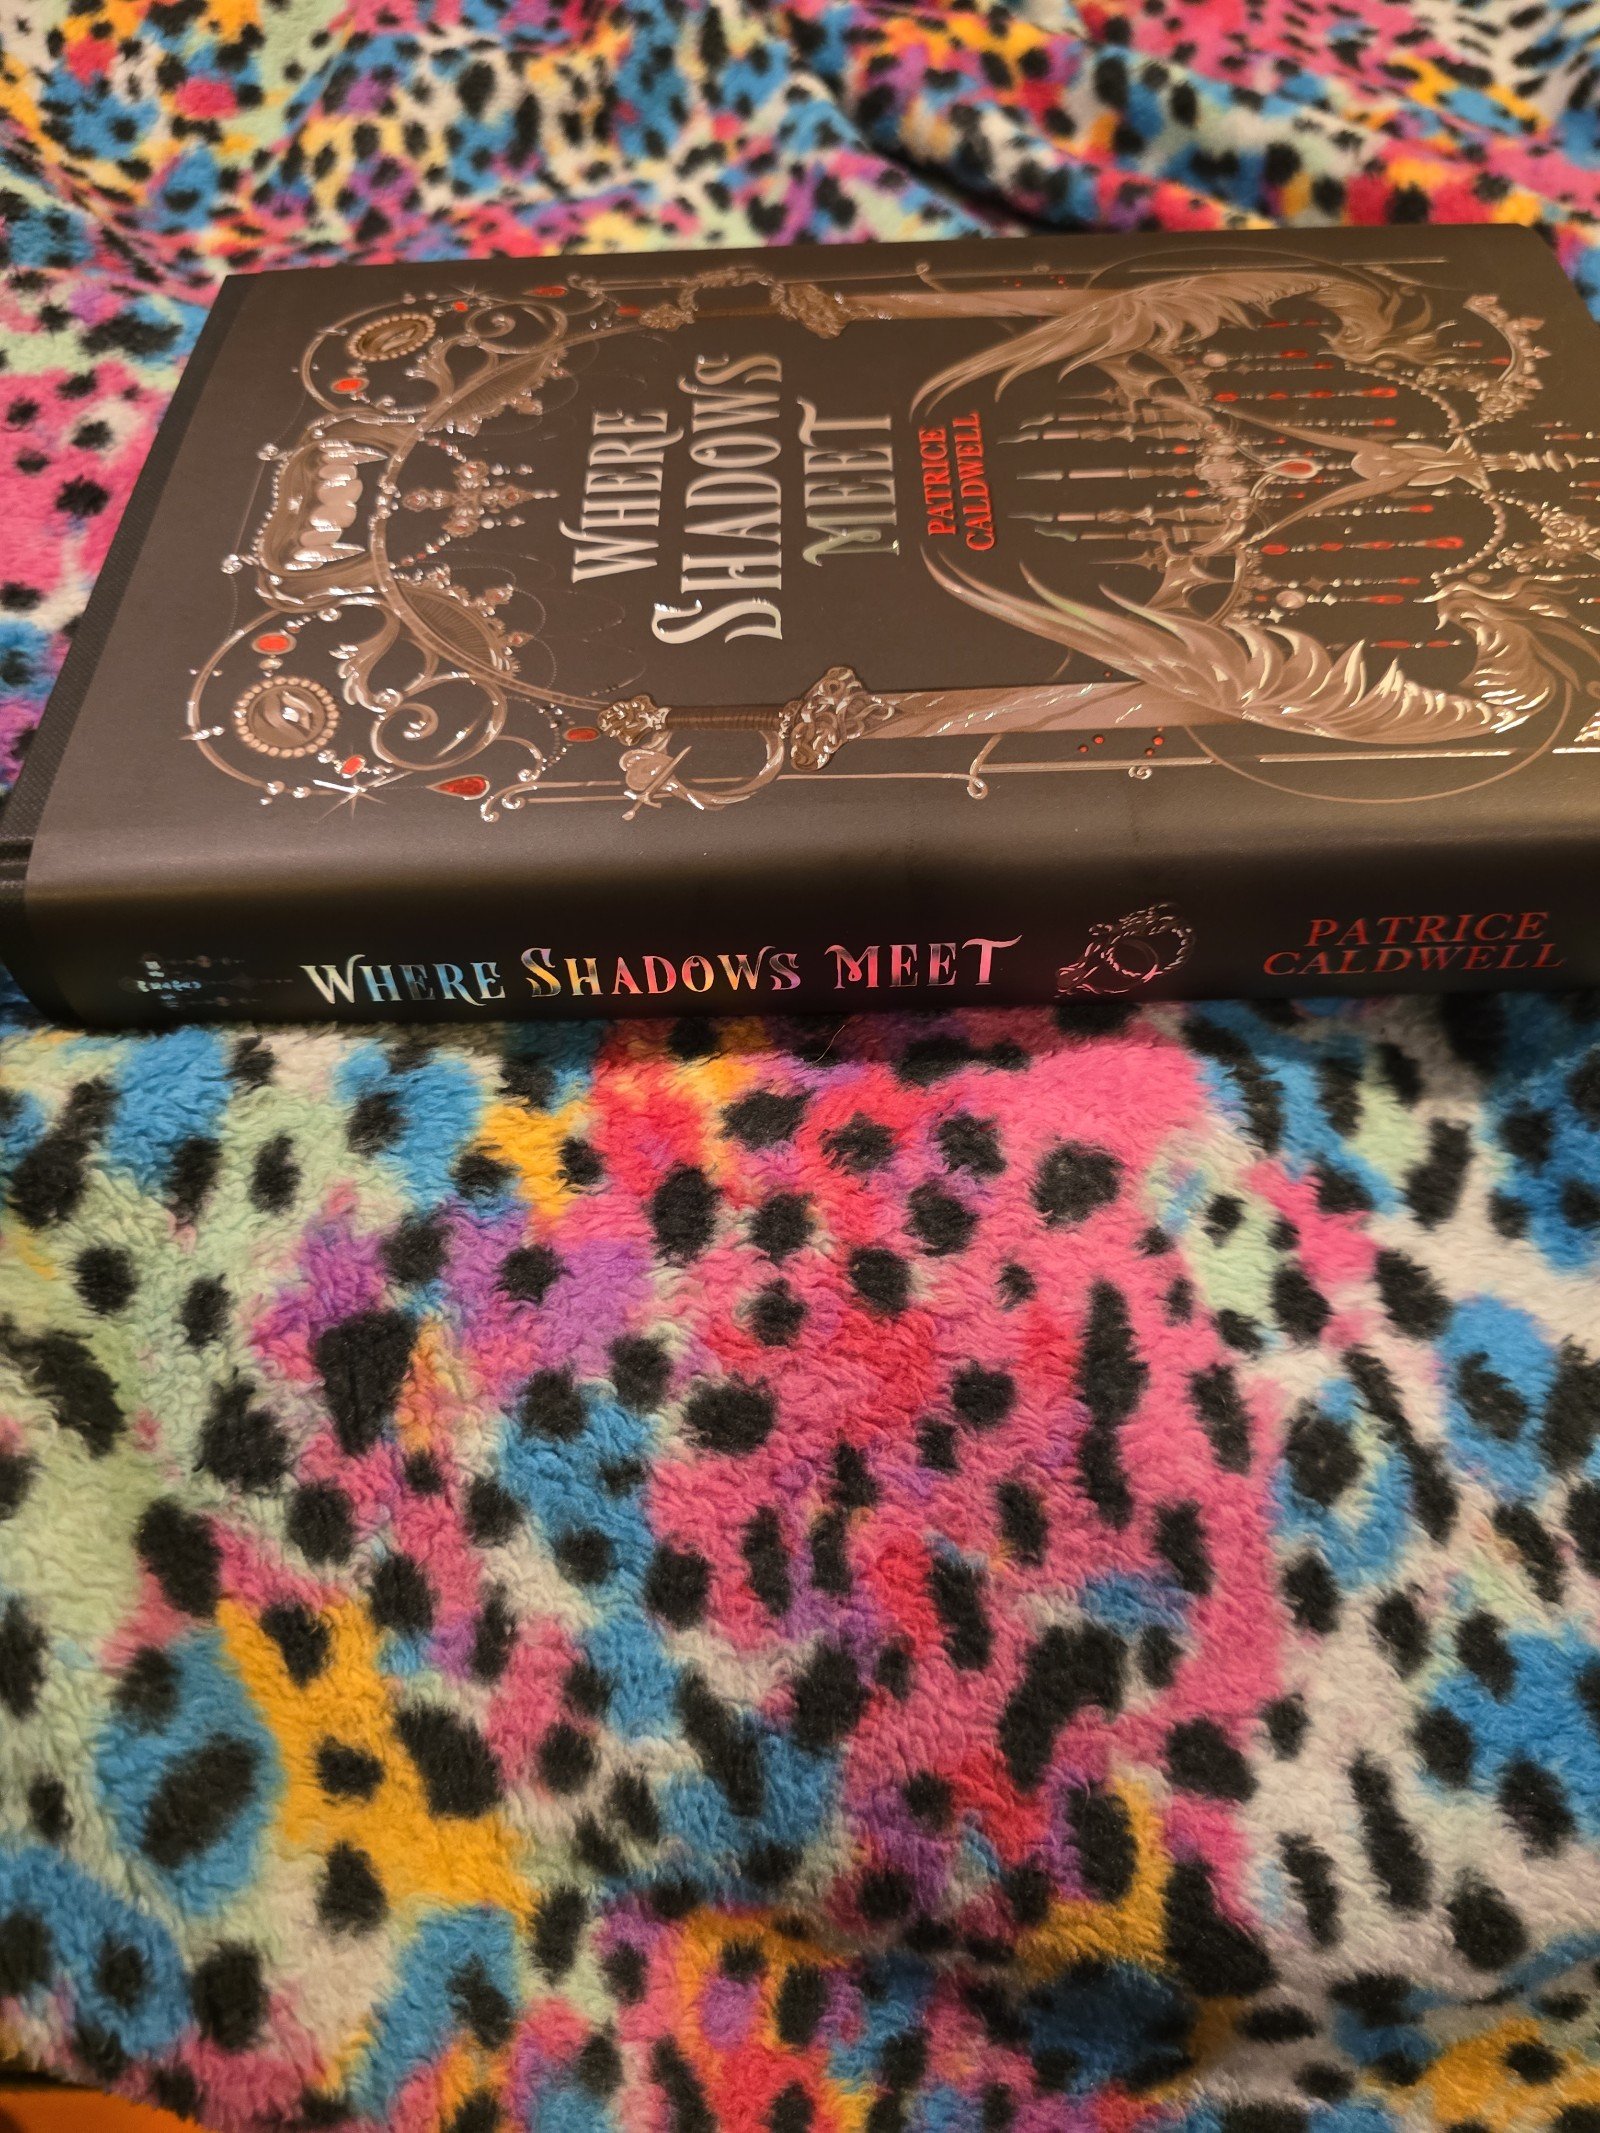 WHERE
SHADOWS
MEET
PATRICE
CALDWELL
WHERE SHADOWS MEET
PATRICE
CALDWELL